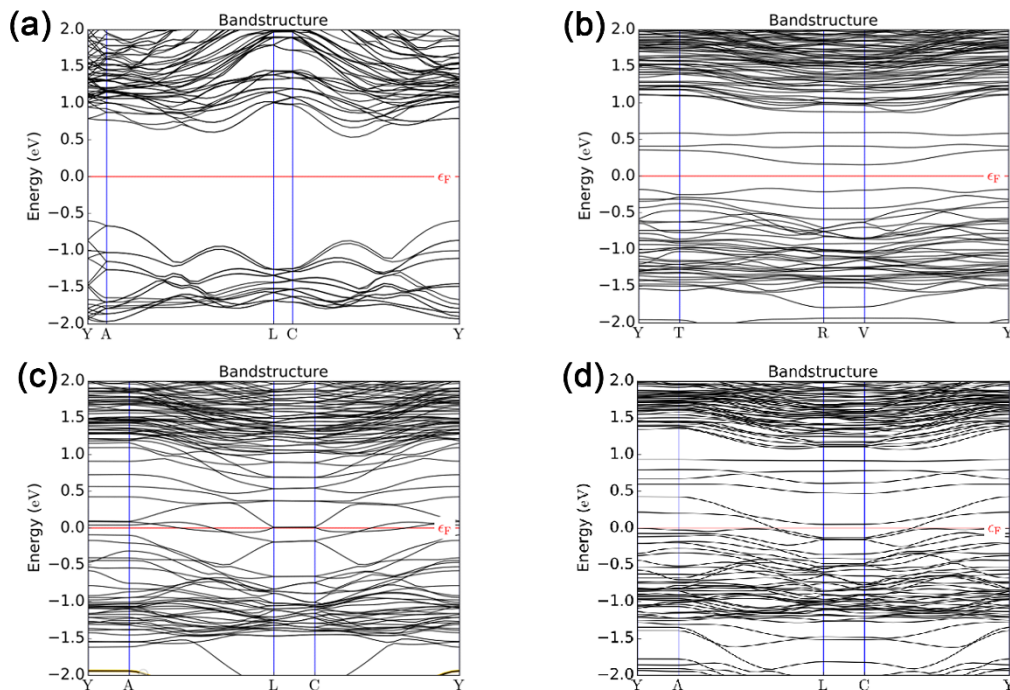 (a)
Bandstructure
Energy (eV)
2.0
1.5
1.0
0.5
0.0
−0.5
−1.0
−1.5
−2.0
ϵF
Y A L C Y
(b)
Bandstructure
Energy (eV)
2.0
1.5
1.0
0.5
0.0
−0.5
−1.0
−1.5
−2.0
ϵF
Y T R V Y
(c)
Bandstructure
Energy (eV)
2.0
1.5
1.0
0.5
0.0
−0.5
−1.0
−1.5
−2.0
ϵF
Y A L C Y
(d)
Bandstructure
Energy (eV)
2.0
1.5
1.0
0.5
0.0
−0.5
−1.0
−1.5
−2.0
ϵF
Y A L C Y